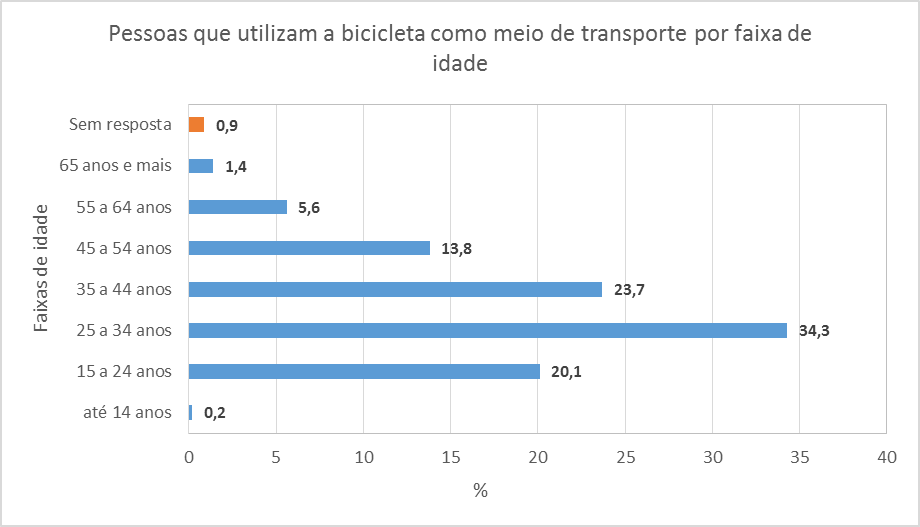 Pessoas que utilizam a bicicleta como meio de transporte por faixa de
idade
Faixas de idade
Sem resposta 0,9
65 anos e mais 1,4
55 a 64 anos 5,6
45 a 54 anos 13,8
35 a 44 anos 23,7
25 a 34 anos 34,3
15 a 24 anos 20,1
até 14 anos 0,2
0 5 10 15 20 25 30 35 40
%